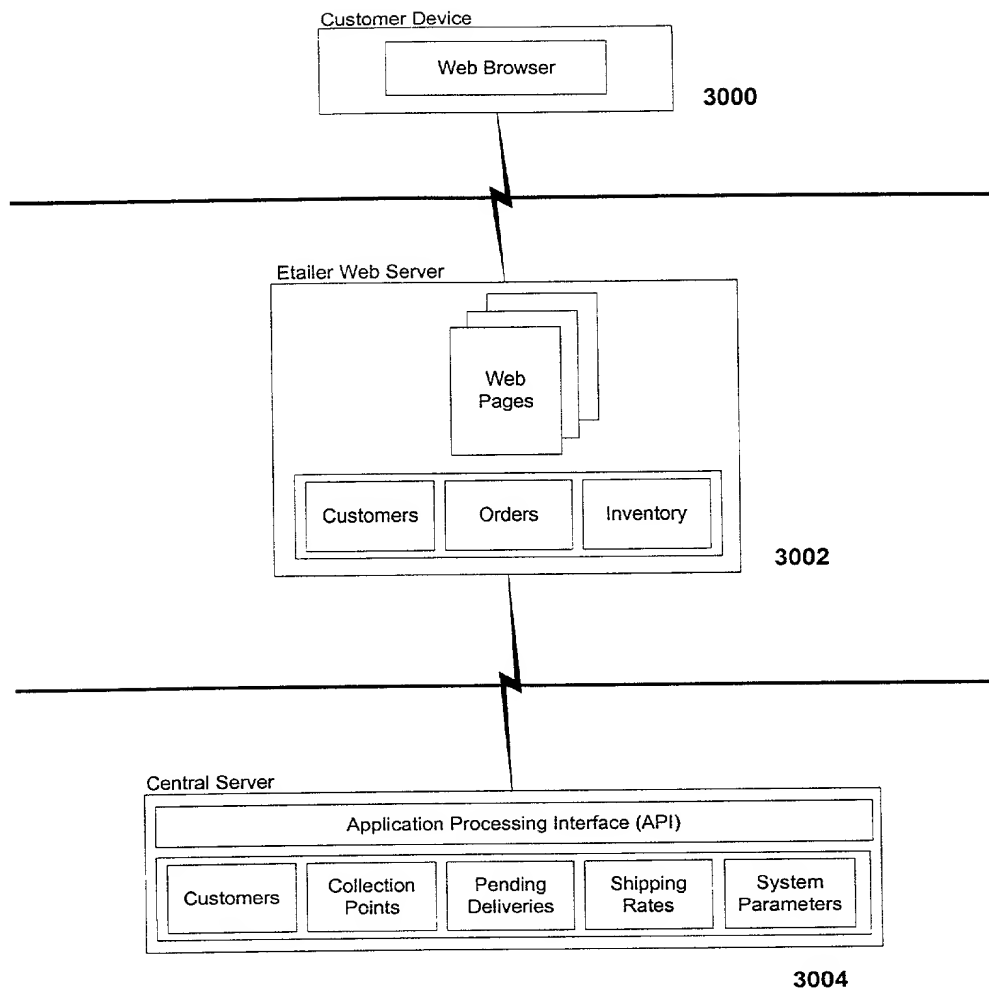 Customer Device
Web Browser
3000
Etailer Web Server
Web
Pages
Customers
Orders
Inventory
3002
Central Server
Application Processing Interface (API)
Customers
Collection
Points
Pending
Deliveries
Shipping
Rates
System
Parameters
3004